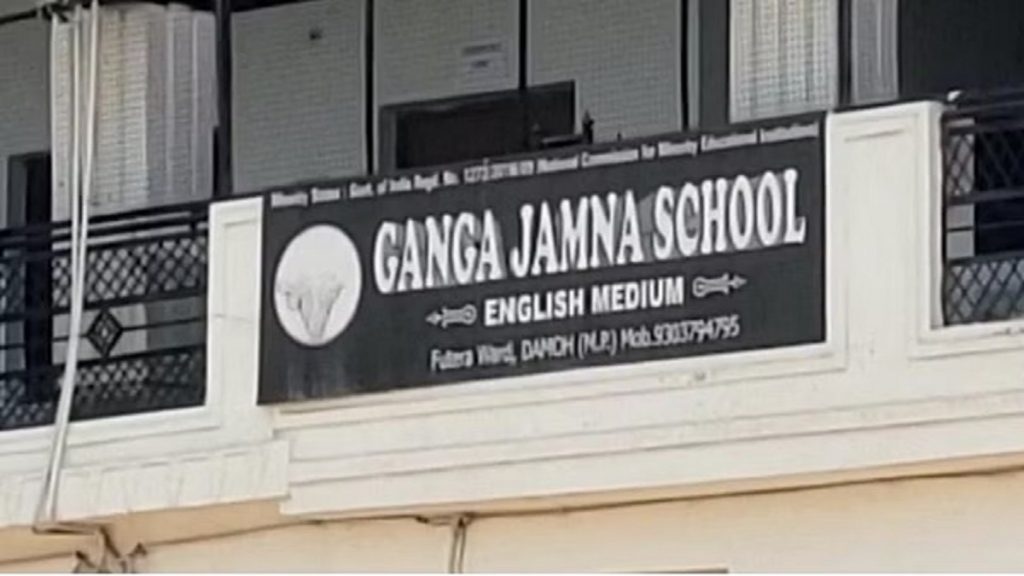 Minority Status : Govt. of India Regd. No. (National Commission for Minority Educational Institutions)
GANGA JAMNA SCHOOL
ENGLISH MEDIUM
Futera Ward, DAMOH (M.P.) Mob.9303794795